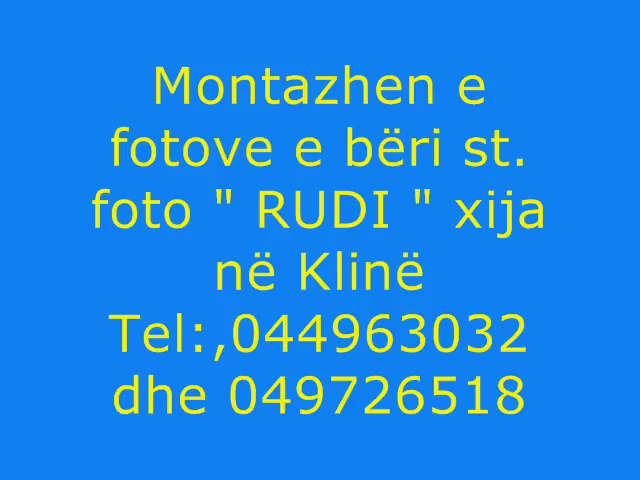 Montazhen e
fotove e bëri st.
foto " RUDI " xija
në Klinë
Tel:,044963032
dhe 049726518